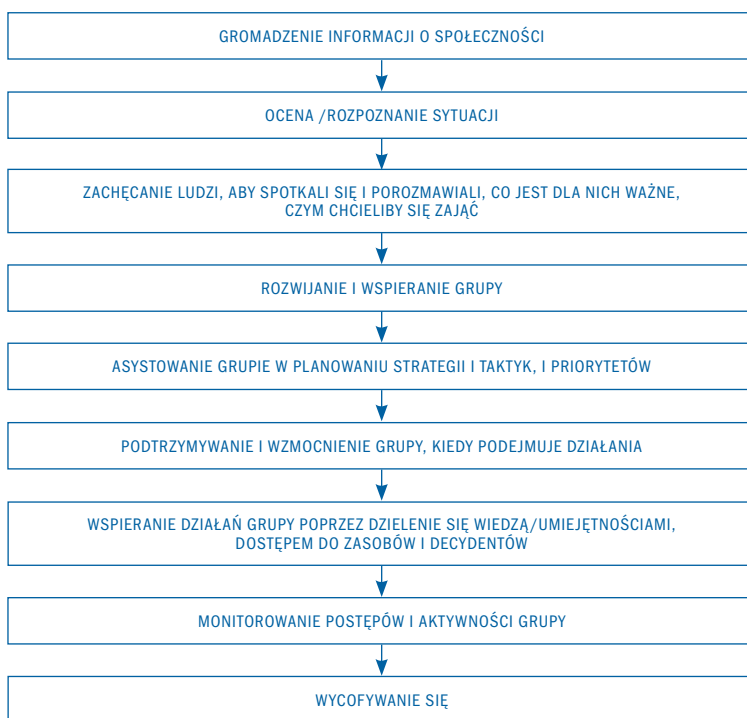 GROMADZENIE INFORMACJI O SPOŁECZNOŚCI
OCENA /ROZPOZNANIE SYTUACJI
ZACHĘCANIE LUDZI, ABY SPOTKALI SIĘ I POROZMAWIALI, CO JEST DLA NICH WAŻNE,
CZYM CHCIELIBY SIĘ ZAJĄĆ
ROZWIJANIE I WSPIERANIE GRUPY
ASYSTOWANIE GRUPIE W PLANOWANIU STRATEGII I TAKTYK, I PRIORYTETÓW
PODTRZYMYWANIE I WZMOCNIENIE GRUPY, KIEDY PODEJMUJE DZIAŁANIA
WSPIERANIE DZIAŁAŃ GRUPY POPRZEZ DZIELENIE SIĘ WIEDZĄ/UMIEJĘTNOŚCIAMI,
DOSTĘPEM DO ZASOBÓW I DECYDENTÓW
MONITOROWANIE POSTĘPÓW I AKTYWNOŚCI GRUPY
WYCOFYWANIE SIĘ